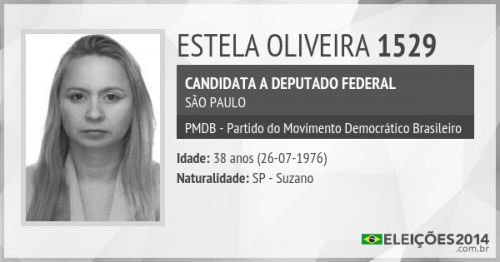 ESTELA OLIVEIRA 1529
CANDIDATA A DEPUTADO FEDERAL
SÃO PAULO
PMDB - Partido do Movimento Democrático Brasileiro
Idade: 38 anos (26-07-1976)
Naturalidade: SP - Suzano
ELEIÇÕES2014
.com.br